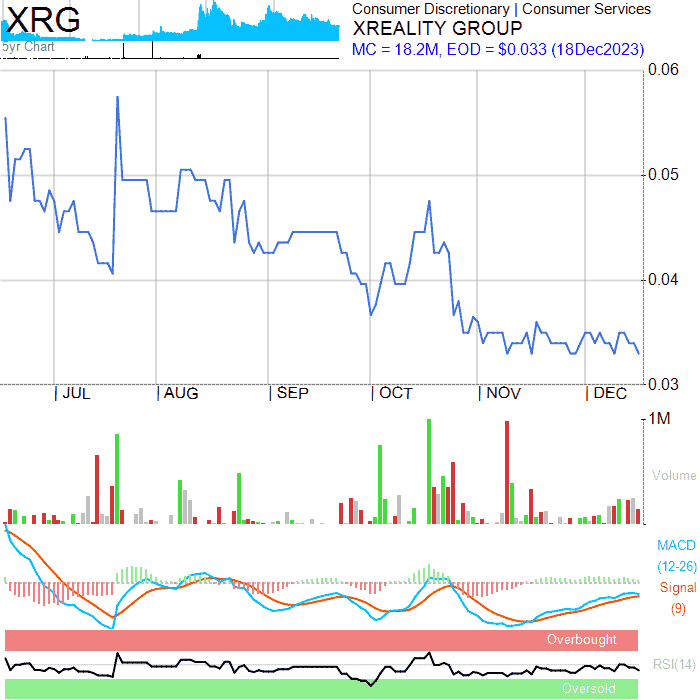 XRG
5yr Chart
Consumer Discretionary | Consumer Services
XREALITY GROUP
MC = 18.2M, EOD = $0.033 (18Dec2023)
0.06
0.05
0.04
0.03
| JUL | AUG | SEP | OCT | NOV | DEC
1M
Volume
MACD
(12-26)
Signal
(9)
Overbought
RSI(14)
Oversold